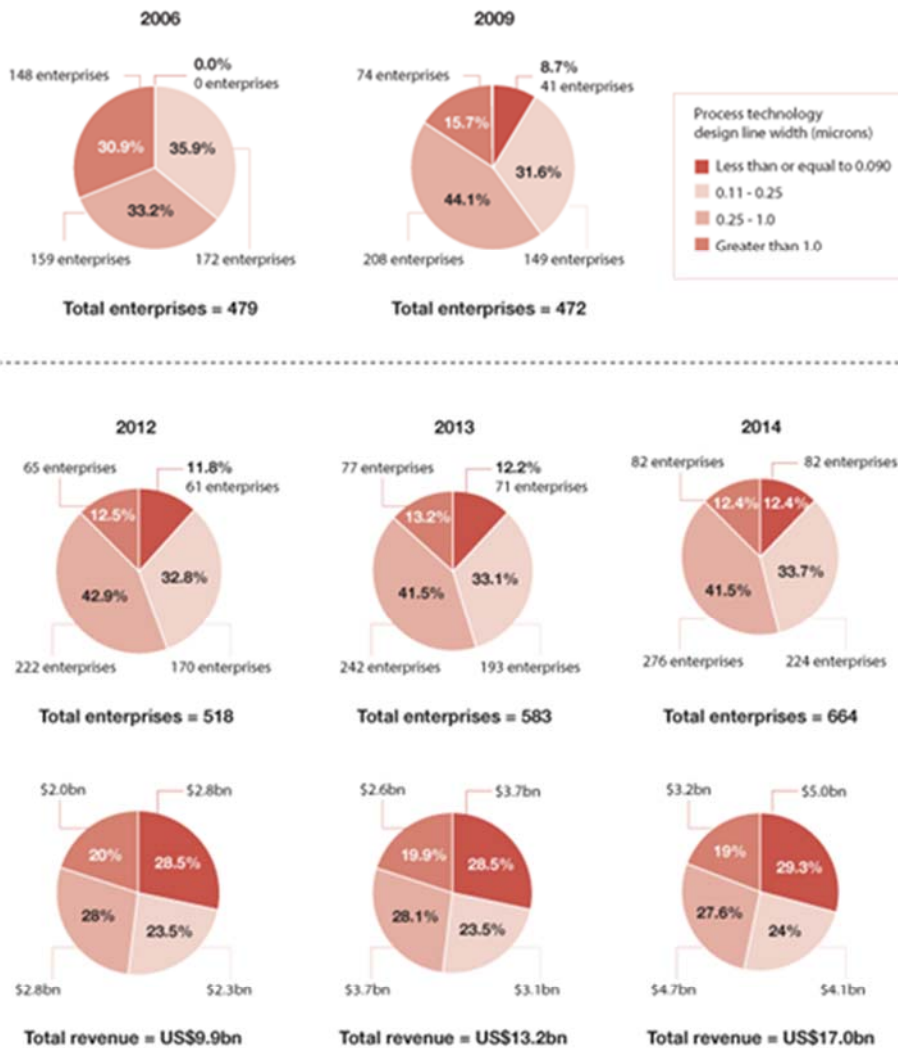 2006
2009
148 enterprises
0.0%
0 enterprises
30.9%
35.9%
33.2%
159 enterprises
172 enterprises
Total enterprises = 479
74 enterprises
8.7%
41 enterprises
15.7%
31.6%
44.1%
208 enterprises
149 enterprises
Total enterprises = 472
Process technology
design line width (microns)
Less than or equal to 0.090
0.11 - 0.25
0.25 - 1.0
Greater than 1.0
2012
65 enterprises
11.8%
61 enterprises
12.5%
32.8%
42.9%
222 enterprises
170 enterprises
Total enterprises = 518
2013
77 enterprises
12.2%
71 enterprises
13.2%
33.1%
41.5%
242 enterprises
193 enterprises
Total enterprises = 583
2014
82 enterprises
82 enterprises
12.4%
12.4%
33.7%
41.5%
276 enterprises
224 enterprises
Total enterprises = 664
$2.0bn
$2.8bn
20%
28.5%
28%
23.5%
$2.8bn
$2.3bn
Total revenue = US$9.9bn
$2.6bn
$3.7bn
19.9%
28.5%
28.1%
23.5%
$3.7bn
$3.1bn
Total revenue = US$13.2bn
$3.2bn
$5.0bn
19%
29.3%
27.6%
24%
$4.7bn
$4.1bn
Total revenue = US$17.0bn